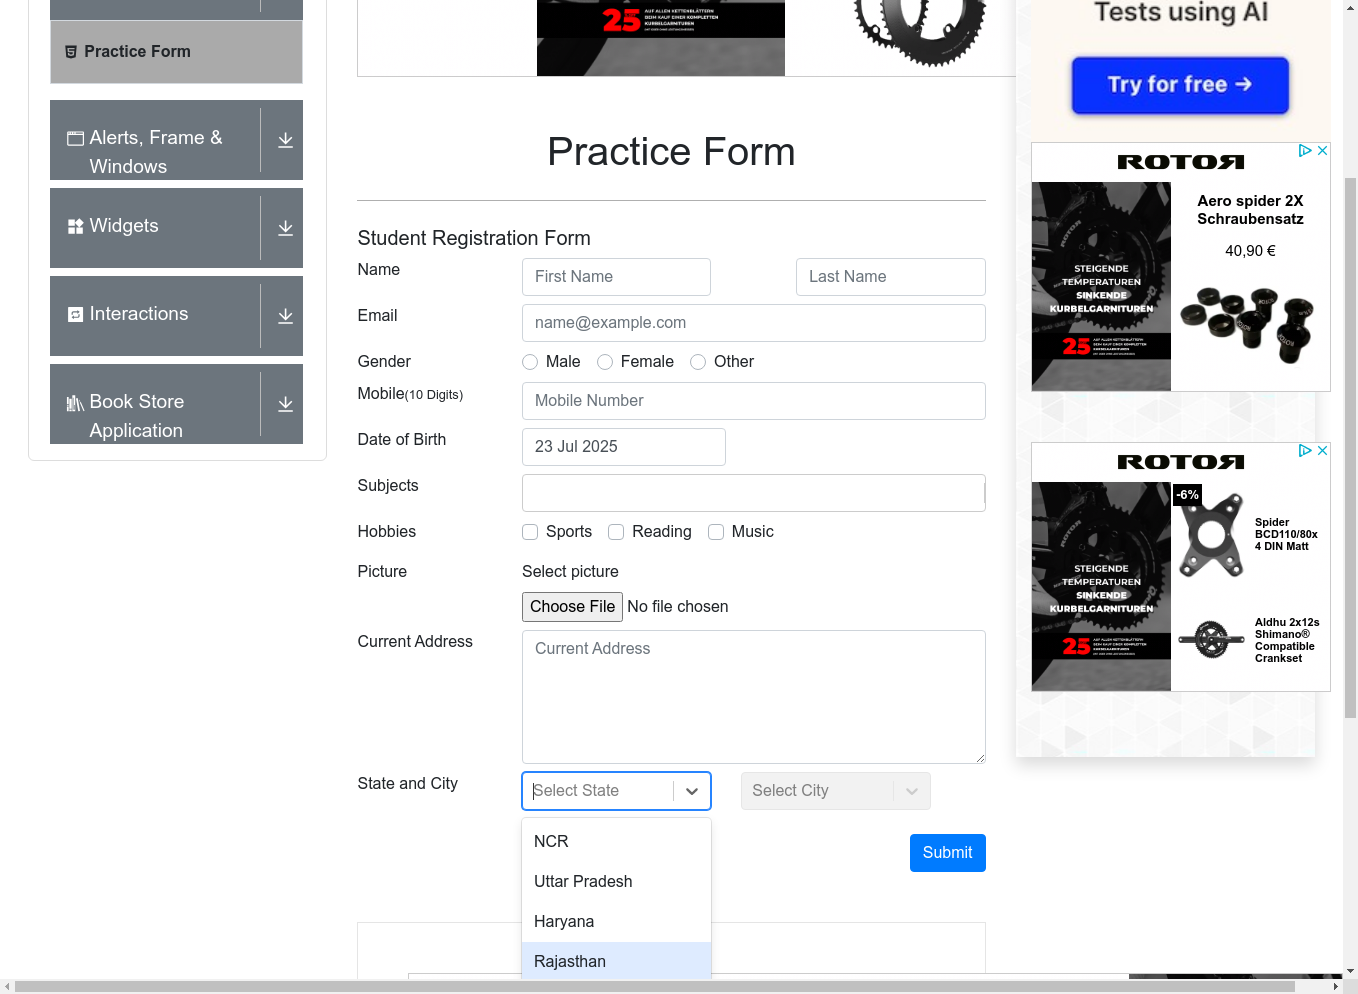 Practice Form
Alerts, Frame &
Windows
Widgets
Interactions
Book Store
Application
25 AUF ALLEN KETTENBLÄTTERN
BEIM KAUF EINER KOMPLETTEN
KURBELGARNITUREN
Practice Form
Student Registration Form
Name
First Name
Last Name
Email
name@example.com
Gender
Male
Female
Other
Mobile(10 Digits)
Mobile Number
Date of Birth
23 Jul 2025
Subjects
Hobbies
Sports
Reading
Music
Picture
Select picture
Choose File No file chosen
Current Address
Current Address
State and City
Select State
Select City
NCR
Uttar Pradesh
Haryana
Rajasthan
Submit
Tests using AI
Try for free →
ROTOR
STEIGENDE
TEMPERATUREN
SINKENDE
KURBELGARNITUREN
25
Aero spider 2X
Schraubensatz
40,90 €
ROTOR
STEIGENDE
TEMPERATUREN
SINKENDE
KURBELGARNITUREN
25
-6%
Spider
BCD110/80x
4 DIN Matt
Aldhu 2x12s
Shimano®
Compatible
Crankset